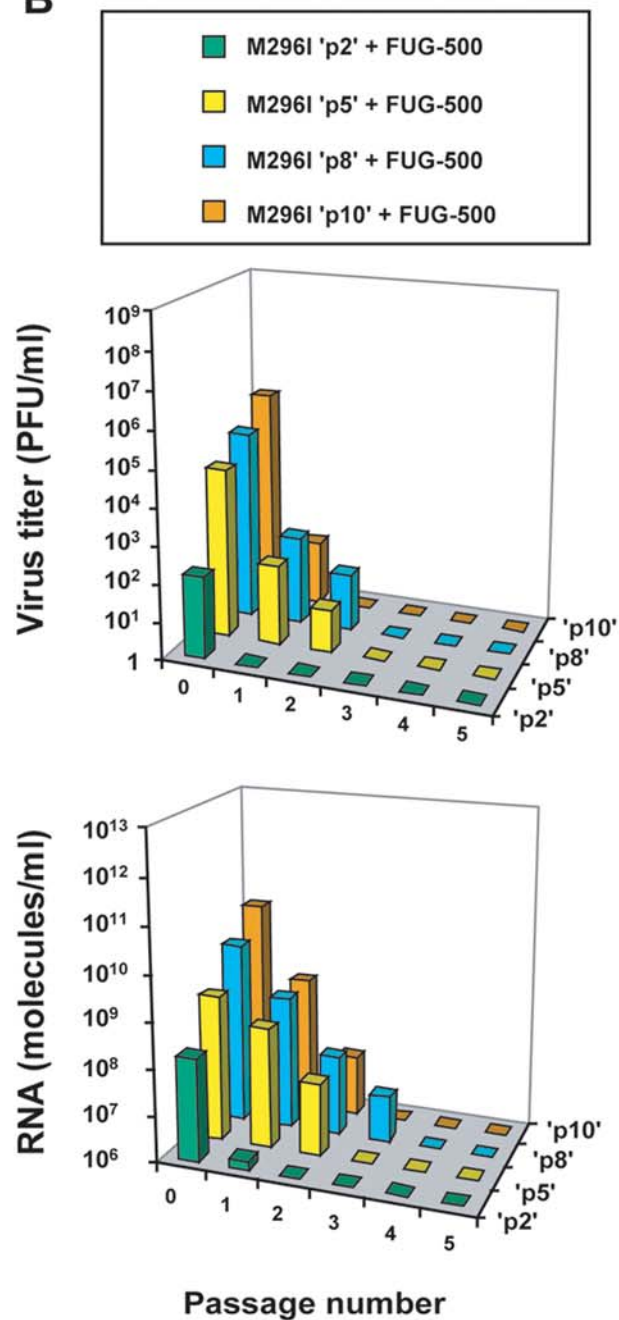 B
M296I 'p2' + FUG-500
M296I 'p5' + FUG-500
M296I 'p8' + FUG-500
M296I 'p10' + FUG-500
Virus titer (PFU/ml)
10⁹
10⁸
10⁷
10⁶
10⁵
10⁴
10³
10²
10¹
1
0
1
2
3
4
5
'p10'
'p8'
'p5'
'p2'
RNA (molecules/ml)
10¹³
10¹²
10¹¹
10¹⁰
10⁹
10⁸
10⁷
10⁶
0
1
2
3
4
5
'p10'
'p8'
'p5'
'p2'
Passage number